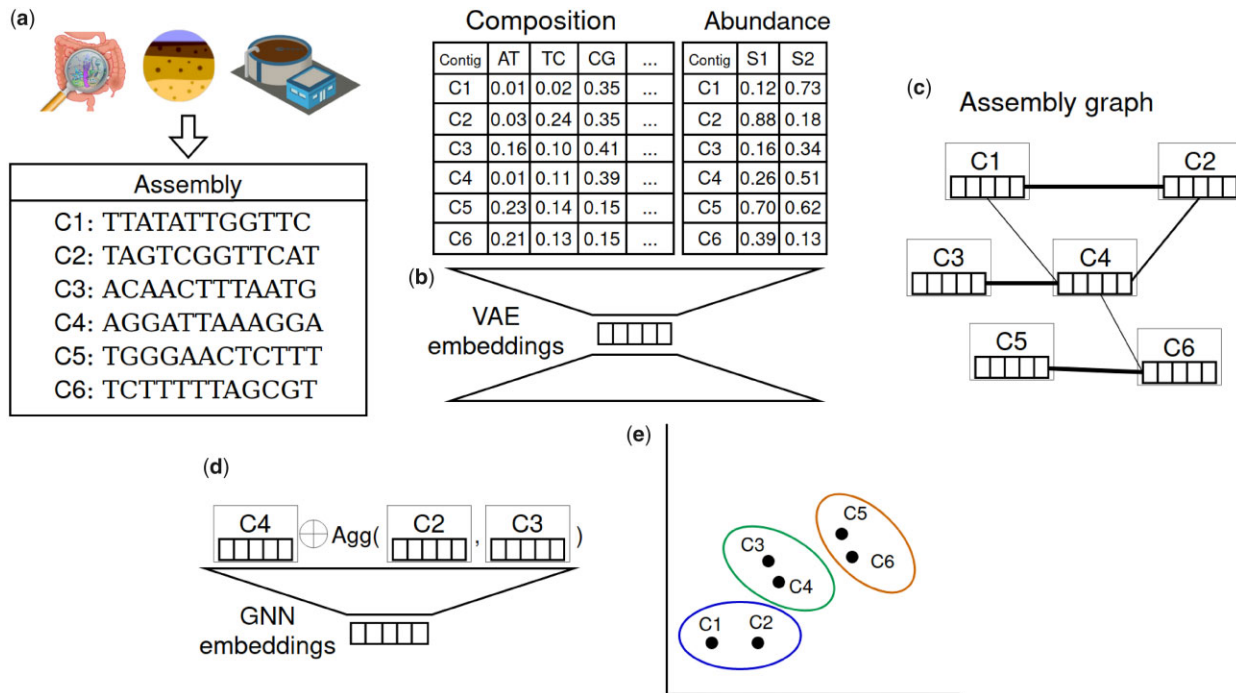 (a)
Assembly
C1: TTATATTGGTTC
C2: TAGTCGGTTCAT
C3: ACAACTTTAATG
C4: AGGATTAAAGGA
C5: TGGGAACTCTTT
C6: TCTTTTTAGCGT
Composition
Contig AT TC CG ...
C1 0.01 0.02 0.35 ...
C2 0.03 0.24 0.35 ...
C3 0.16 0.10 0.41 ...
C4 0.01 0.11 0.39 ...
C5 0.23 0.14 0.15 ...
C6 0.21 0.13 0.15 ...
Abundance
Contig S1 S2
C1 0.12 0.73
C2 0.88 0.18
C3 0.16 0.34
C4 0.26 0.51
C5 0.70 0.62
C6 0.39 0.13
(b)
VAE
embeddings
(c)
Assembly graph
C1 C2
C3 C4
C5 C6
(d)
C4 Agg( C2 , C3 )
GNN
embeddings
(e)
C5
C6
C3
C4
C1 C2